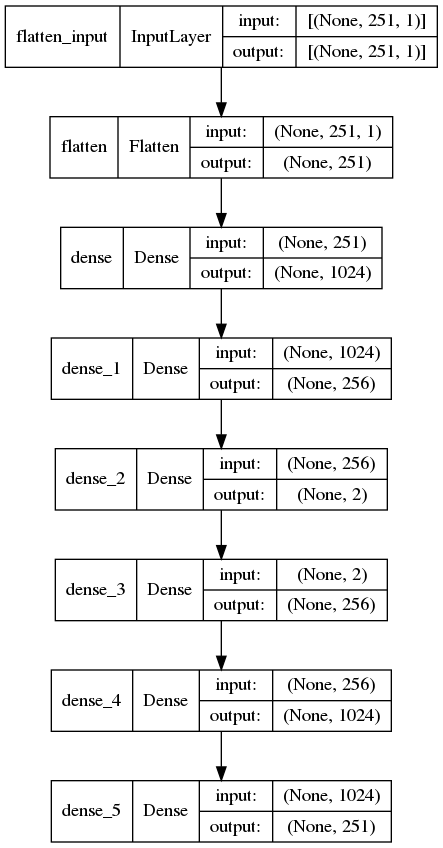 flatten_input InputLayer input: [(None, 251, 1)]
output: [(None, 251, 1)]
flatten Flatten input: (None, 251, 1)
output: (None, 251)
dense Dense input: (None, 251)
output: (None, 1024)
dense_1 Dense input: (None, 1024)
output: (None, 256)
dense_2 Dense input: (None, 256)
output: (None, 2)
dense_3 Dense input: (None, 2)
output: (None, 256)
dense_4 Dense input: (None, 256)
output: (None, 1024)
dense_5 Dense input: (None, 1024)
output: (None, 251)